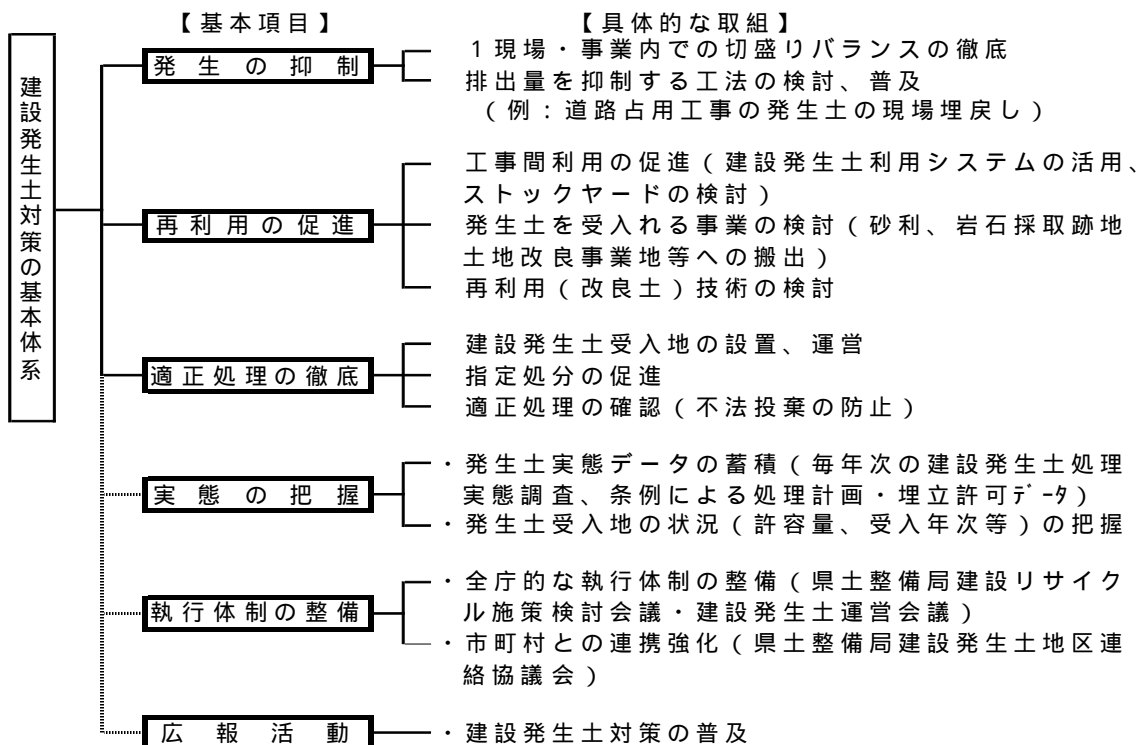 【基本項目】 【具体的な取組】
建設発生土対策の基本体系
発生の抑制
1現場・事業内での切盛りバランスの徹底
排出量を抑制する工法の検討、普及
(例:道路占用工事の発生土の現場埋戻し)
再利用の促進
工事間利用の促進(建設発生土利用システムの活用、
ストックヤードの検討)
発生土を受入れる事業の検討(砂利、岩石採取跡地
土地改良事業地等への搬出)
再利用(改良土)技術の検討
適正処理の徹底
建設発生土受入地の設置、運営
指定処分の促進
適正処理の確認(不法投棄の防止)
実態の把握
・発生土実態データの蓄積(毎年次の建設発生土処理
実態調査、条例による処理計画・埋立許可データ)
・発生土受入地の状況(許容量、受入年次等)の把握
執行体制の整備
・全庁的な執行体制の整備(県土整備局建設リサイク
ル施策検討会議・建設発生土運営会議)
・市町村との連携強化(県土整備局建設発生土地区連
絡協議会)
広報活動
・建設発生土対策の普及